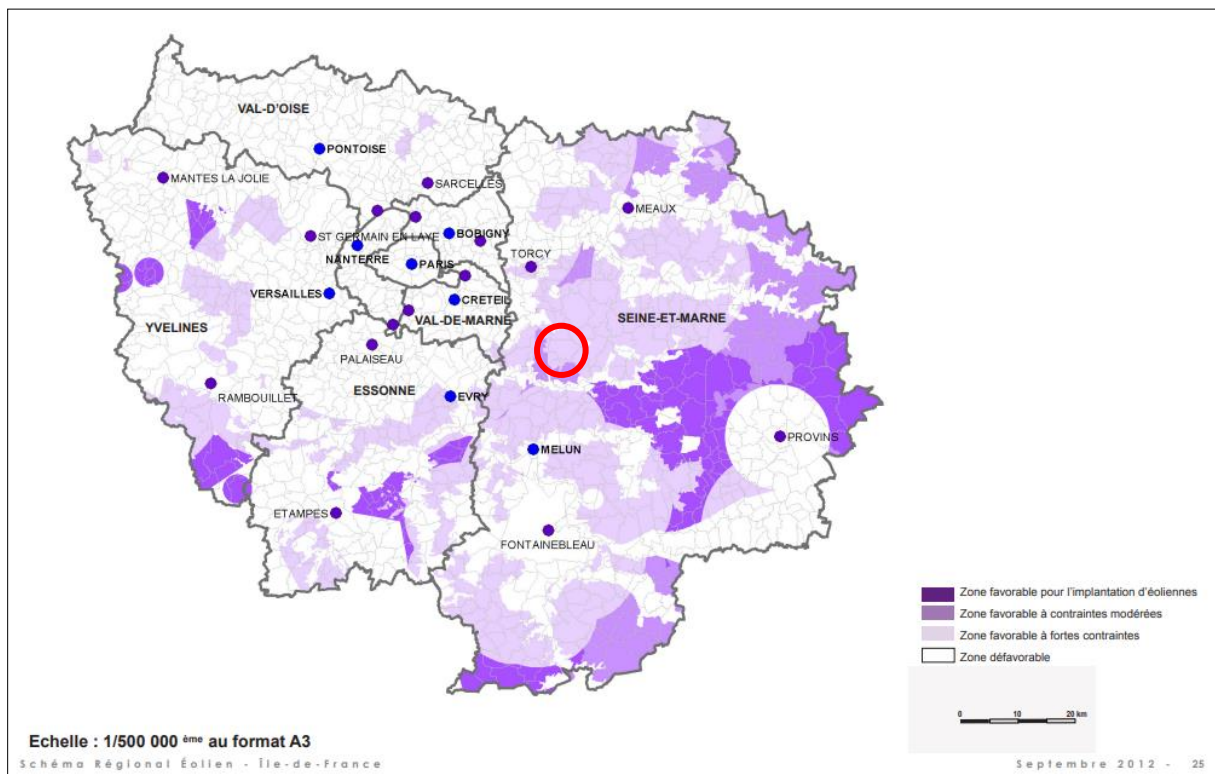 VAL-D'OISE
PONTOISE
MANTES LA JOLIE
SARCELLES
MEAUX
ST GERMAIN EN LAYE
BOBIGNY
NANTERRE
PARIS
TORCY
VERSAILLES
CRETEIL
VAL-DE-MARNE
SEINE-ET-MARNE
YVELINES
PALAISEAU
ESSONNE
RAMBOUILLET
EVRY
PROVINS
MELUN
ETAMPES
FONTAINEBLEAU
Zone favorable pour l'implantation d'éoliennes
Zone favorable à contraintes modérées
Zone favorable à fortes contraintes
Zone défavorable
0 10 20 km
Echelle : 1/500 000 ème au format A3
Schéma Régional Éolien - Île-de-France
Septembre 2012 - 25